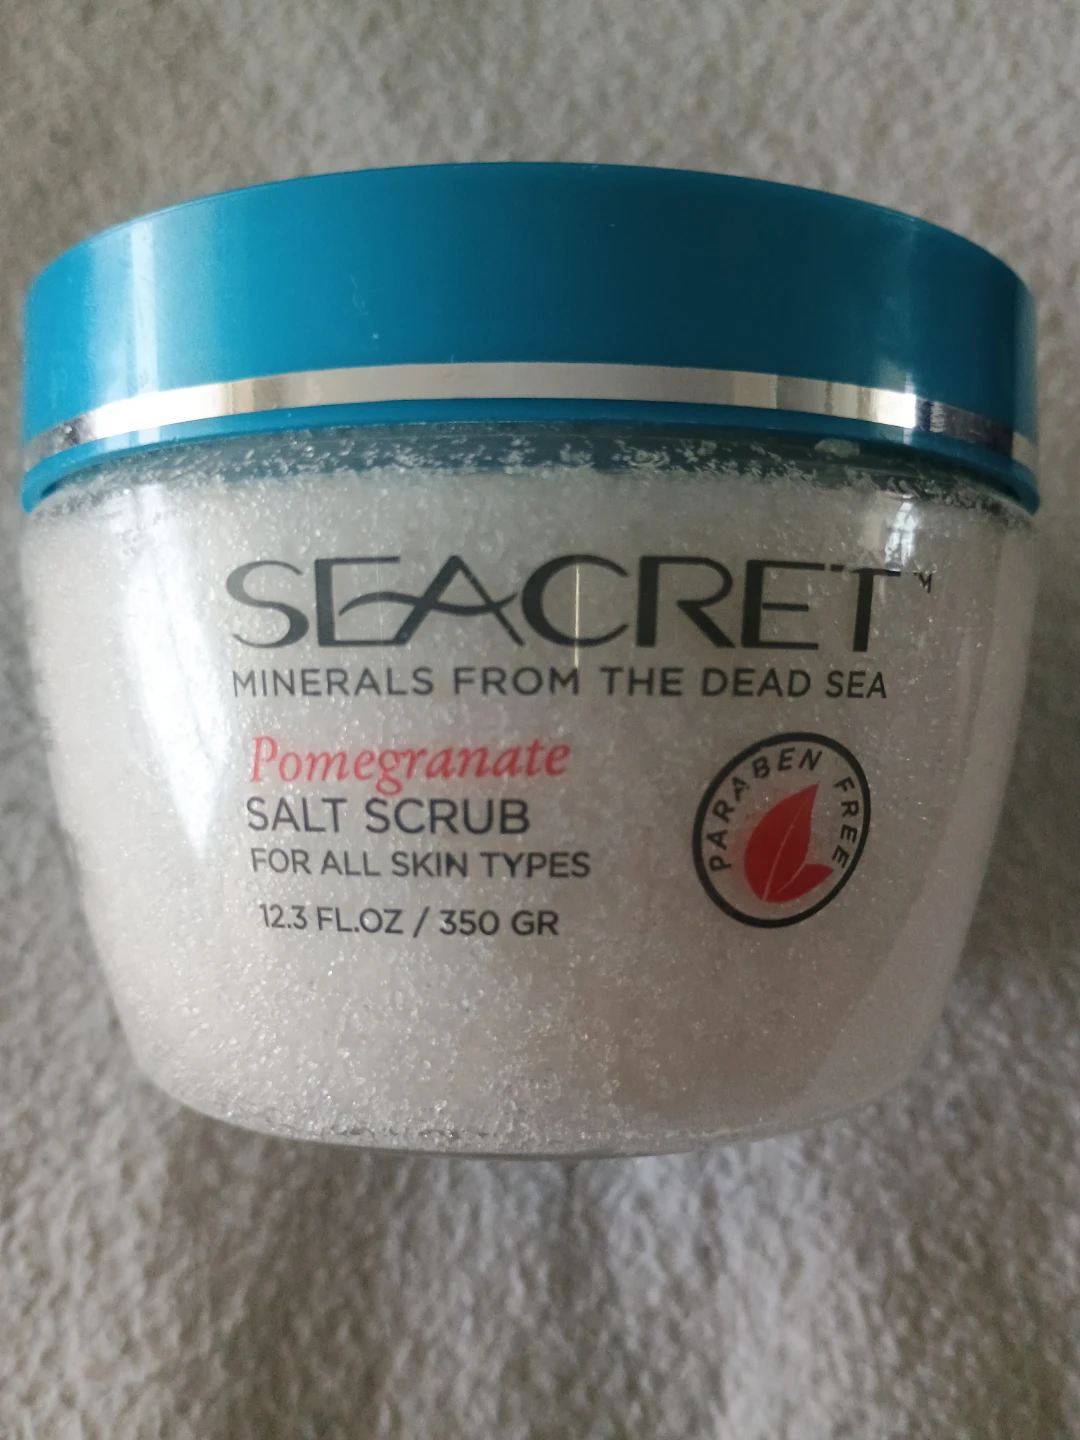 SEACRET™
MINERALS FROM THE DEAD SEA
Pomegranate
SALT SCRUB
FOR ALL SKIN TYPES
12.3 FL.OZ / 350 GR
PARABEN FREE